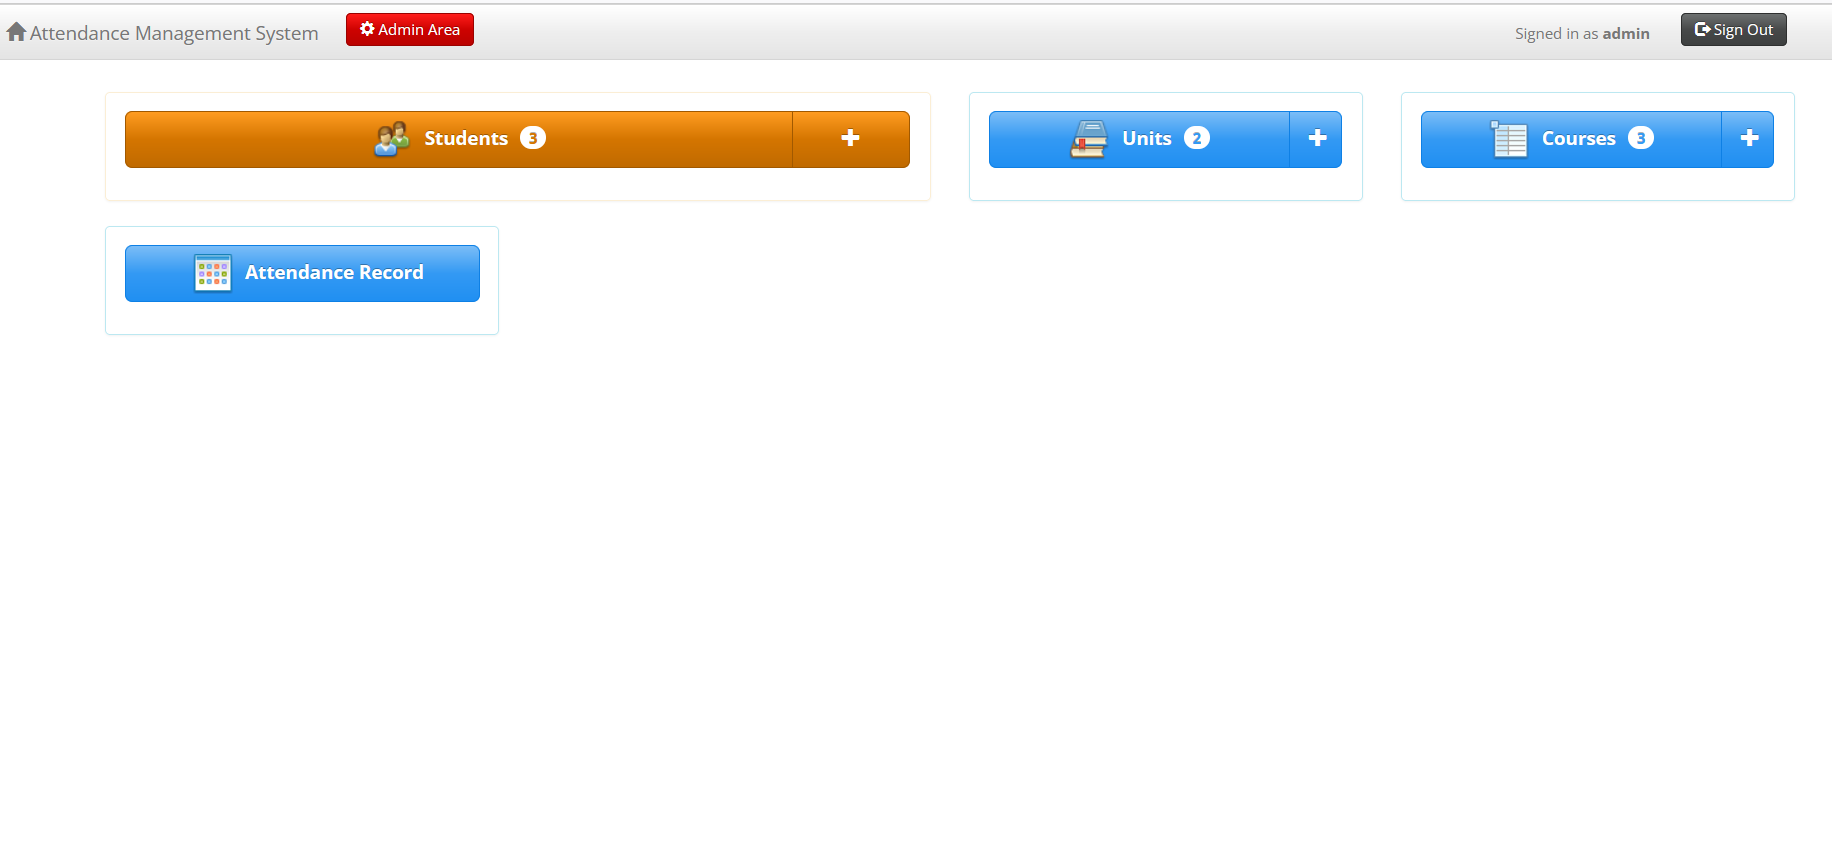 Attendance Management System Admin Area Signed in as admin Sign Out
Students 3 Units 2 Courses 3
Attendance Record